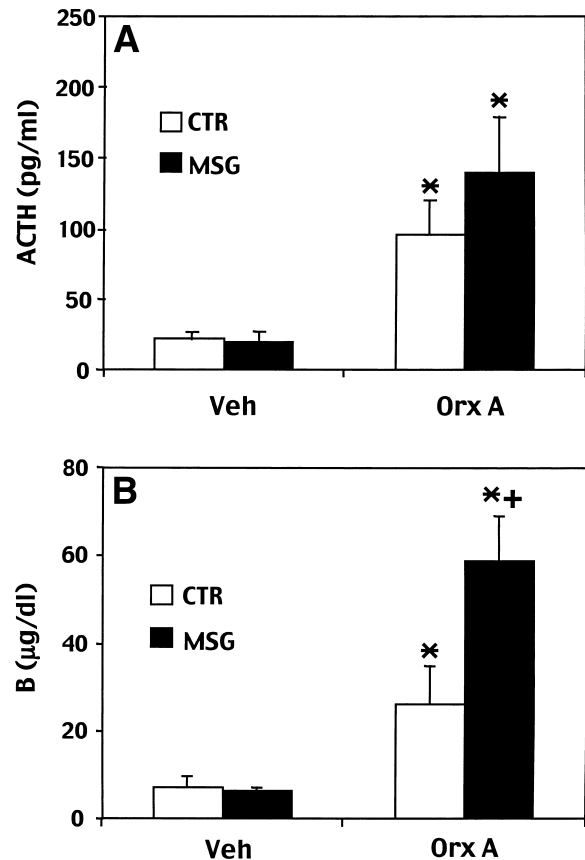 A
250
200
150
100
50
0
ACTH (pg/ml)
CTR
MSG
*
*
Veh
Orx A
B
80
60
40
20
0
B (μg/dl)
CTR
MSG
*
*+
Veh
Orx A